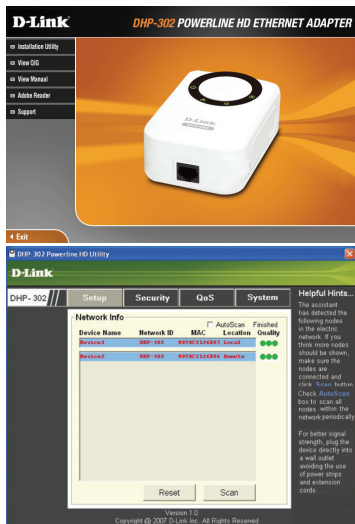 D-Link
DHP-302 POWERLINE HD ETHERNET ADAPTER
Installation Utility
View QIG
View Manual
Adobe Reader
Support
D-Link
Exit
DHP-302 Powerline HD Utility
D-Link
DHP-302
Setup
Security
QoS
System
Network Info
AutoScan
Finished
Device Name
Network ID
MAC
Location
Quality
Device1
DHP-302
Local
Device2
DHP-302
Remote
Reset
Scan
Helpful Hints...
The assistant
has detected the
following nodes
in the electric
network. If you
think more nodes
should be shown,
make sure the
nodes are
connected and
click Scan button
Check AutoScan
box to scan all
nodes within the
network periodically
For better signal
strength, plug the
device directly into
a wall outlet
avoiding the use
of power strips
and extension
cords.
Version 1.0
Copyright @ 2007 D-Link Inc. All Rights Reserved